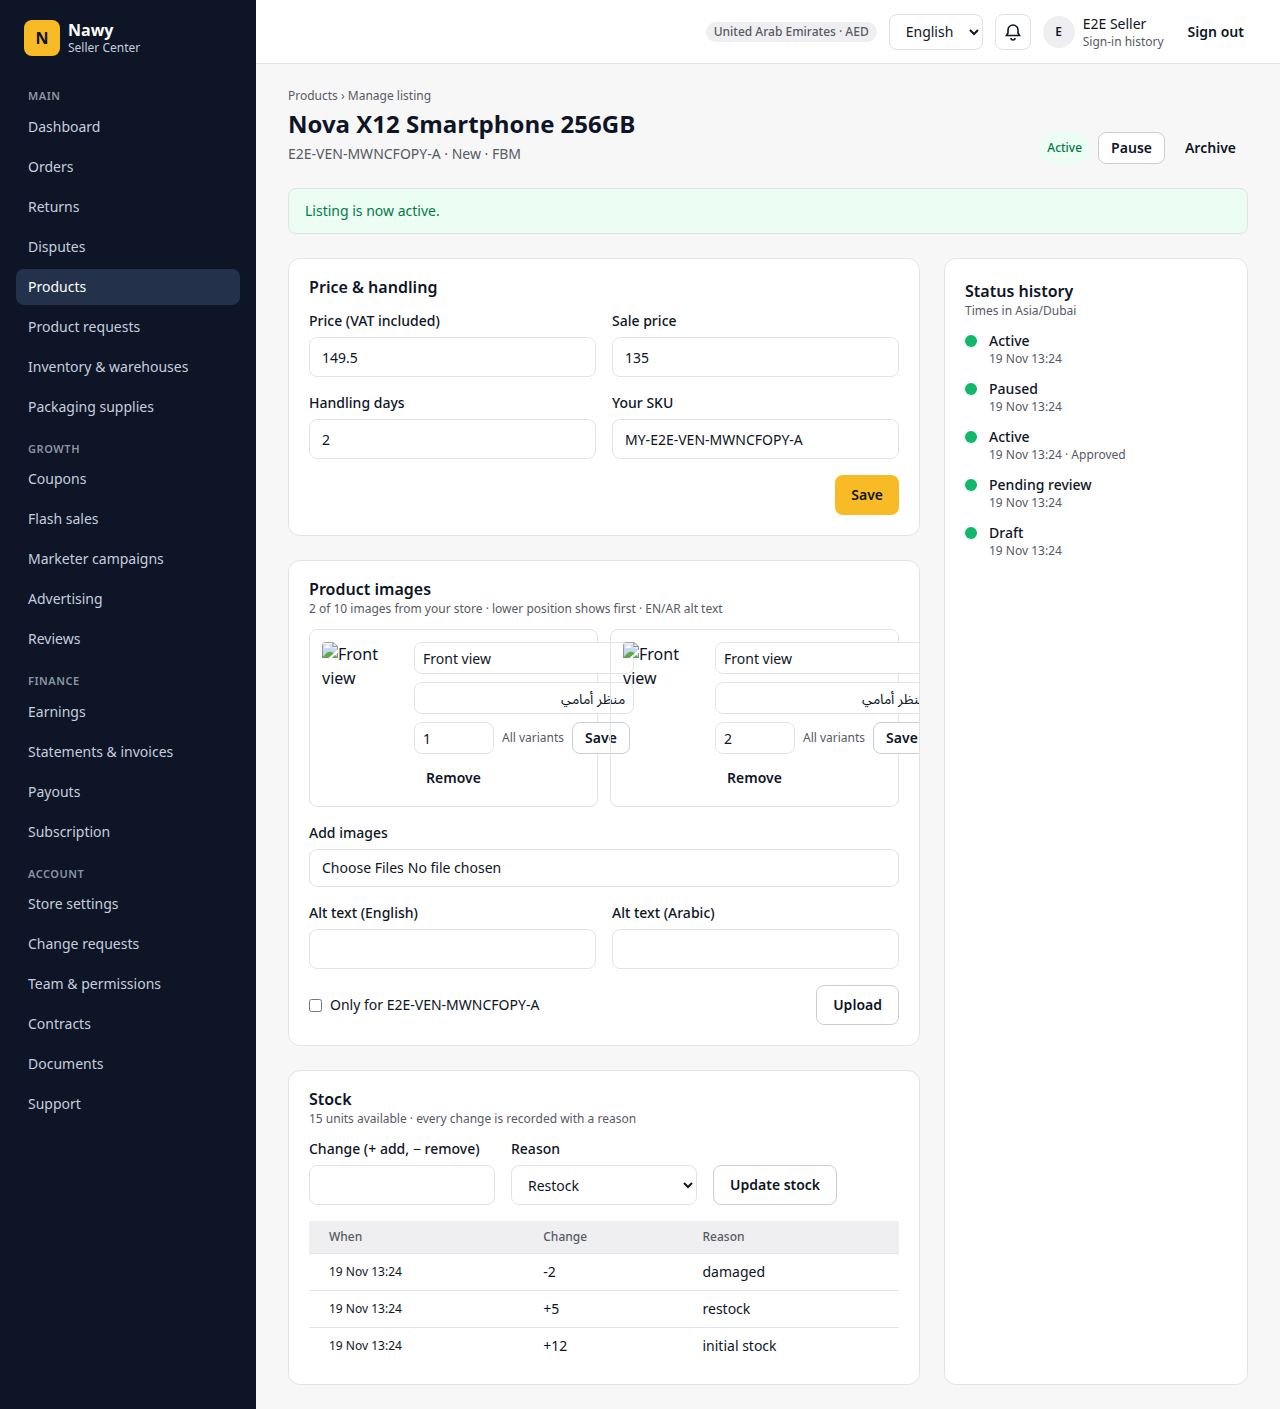 N
Nawy
Seller Center
MAIN
Dashboard
Orders
Returns
Disputes
Products
Product requests
Inventory & warehouses
Packaging supplies
GROWTH
Coupons
Flash sales
Marketer campaigns
Advertising
Reviews
FINANCE
Earnings
Statements & invoices
Payouts
Subscription
ACCOUNT
Store settings
Change requests
Team & permissions
Contracts
Documents
Support
United Arab Emirates · AED
English
E
E2E Seller
Sign-in history
Sign out
Products › Manage listing
Nova X12 Smartphone 256GB
E2E-VEN-MWNCFOPY-A · New · FBM
Active
Pause
Archive
Listing is now active.
Price & handling
Price (VAT included)
Sale price
149.5
135
Handling days
Your SKU
2
MY-E2E-VEN-MWNCFOPY-A
Save
Product images
2 of 10 images from your store · lower position shows first · EN/AR alt text
Front view
Front view
منظر أمامي
1
All variants
Save
Remove
Front view
Front view
منظر أمامي
2
All variants
Save
Remove
Add images
Choose Files No file chosen
Alt text (English)
Alt text (Arabic)
Only for E2E-VEN-MWNCFOPY-A
Upload
Stock
15 units available · every change is recorded with a reason
Change (+ add, − remove)
Reason
Restock
Update stock
When Change Reason
19 Nov 13:24 -2 damaged
19 Nov 13:24 +5 restock
19 Nov 13:24 +12 initial stock
Status history
Times in Asia/Dubai
Active
19 Nov 13:24
Paused
19 Nov 13:24
Active
19 Nov 13:24 · Approved
Pending review
19 Nov 13:24
Draft
19 Nov 13:24